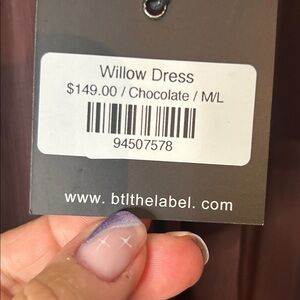 Willow Dress
$149.00 / Chocolate / M/L
94507578
www. btlthelabel. com